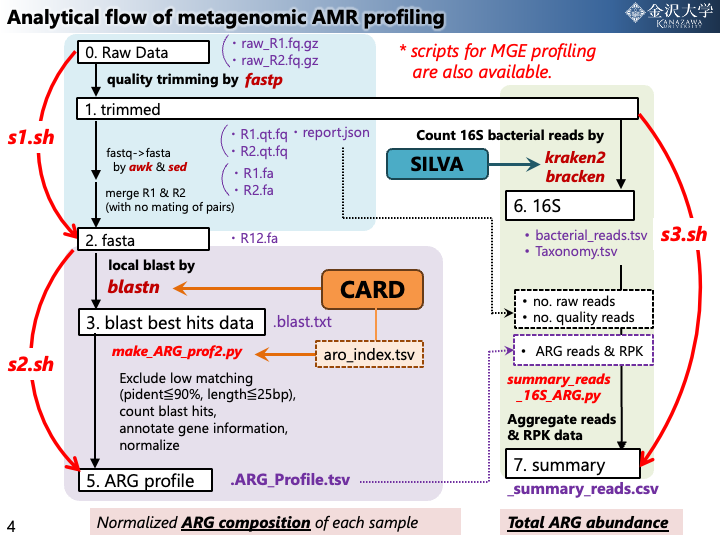 Analytical flow of metagenomic AMR profiling
金沢大学
KANAZAWA
UNIVERSITY
0. Raw Data
・raw_R1.fq.gz
・raw_R2.fq.gz
* scripts for MGE profiling
are also available.
quality trimming by fastp
1. trimmed
s1.sh
・R1.qt.fq
・report.json
・R2.qt.fq
fastq->fasta
by awk & sed
・R1.fa
・R2.fa
merge R1 & R2
(with no mating of pairs)
Count 16S bacterial reads by
SILVA
kraken2
bracken
6. 16S
・bacterial_reads.tsv
・Taxonomy.tsv
s3.sh
2. fasta
・R12.fa
local blast by
blastn
CARD
3. blast best hits data
.blast.txt
• no. raw reads
• no. quality reads
make_ARG_prof2.py
aro_index.tsv
• ARG reads & RPK
s2.sh
Exclude low matching
(pident≦90%, length≦25bp),
count blast hits,
annotate gene information,
normalize
summary_reads
_16S_ARG.py
Aggregate reads
& RPK data
5. ARG profile
.ARG_Profile.tsv
7. summary
_summary_reads.csv
4
Normalized ARG composition of each sample
Total ARG abundance